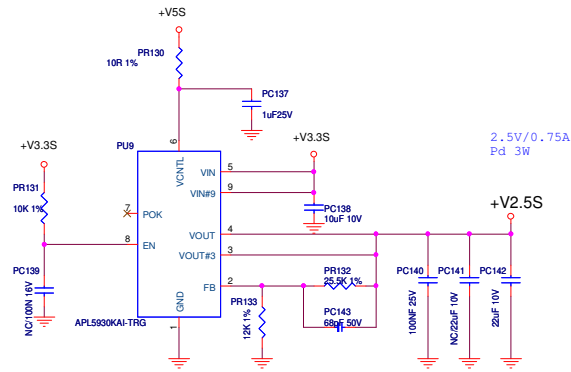 +V5S
PR130
10R 1%
PC137
1uF25V
2.5V/0.75A
Pd 3W
+V3.3S
PU9
6
+V3.3S
VCNTL
VIN
5
PR131
10K 1%
VIN#9
9
PC138
10uF 10V
+V2.5S
7
POK
VOUT
4
8
EN
VOUT#3
3
PC139
NC/100N 16V
FB
2
PR132
25.5K 1%
PC140
100NF 25V
PC141
NC/22uF 10V
PC142
22uF 10V
PR133
12K 1%
PC143
68pF 50V
GND
APL5930KAI-TRG
1